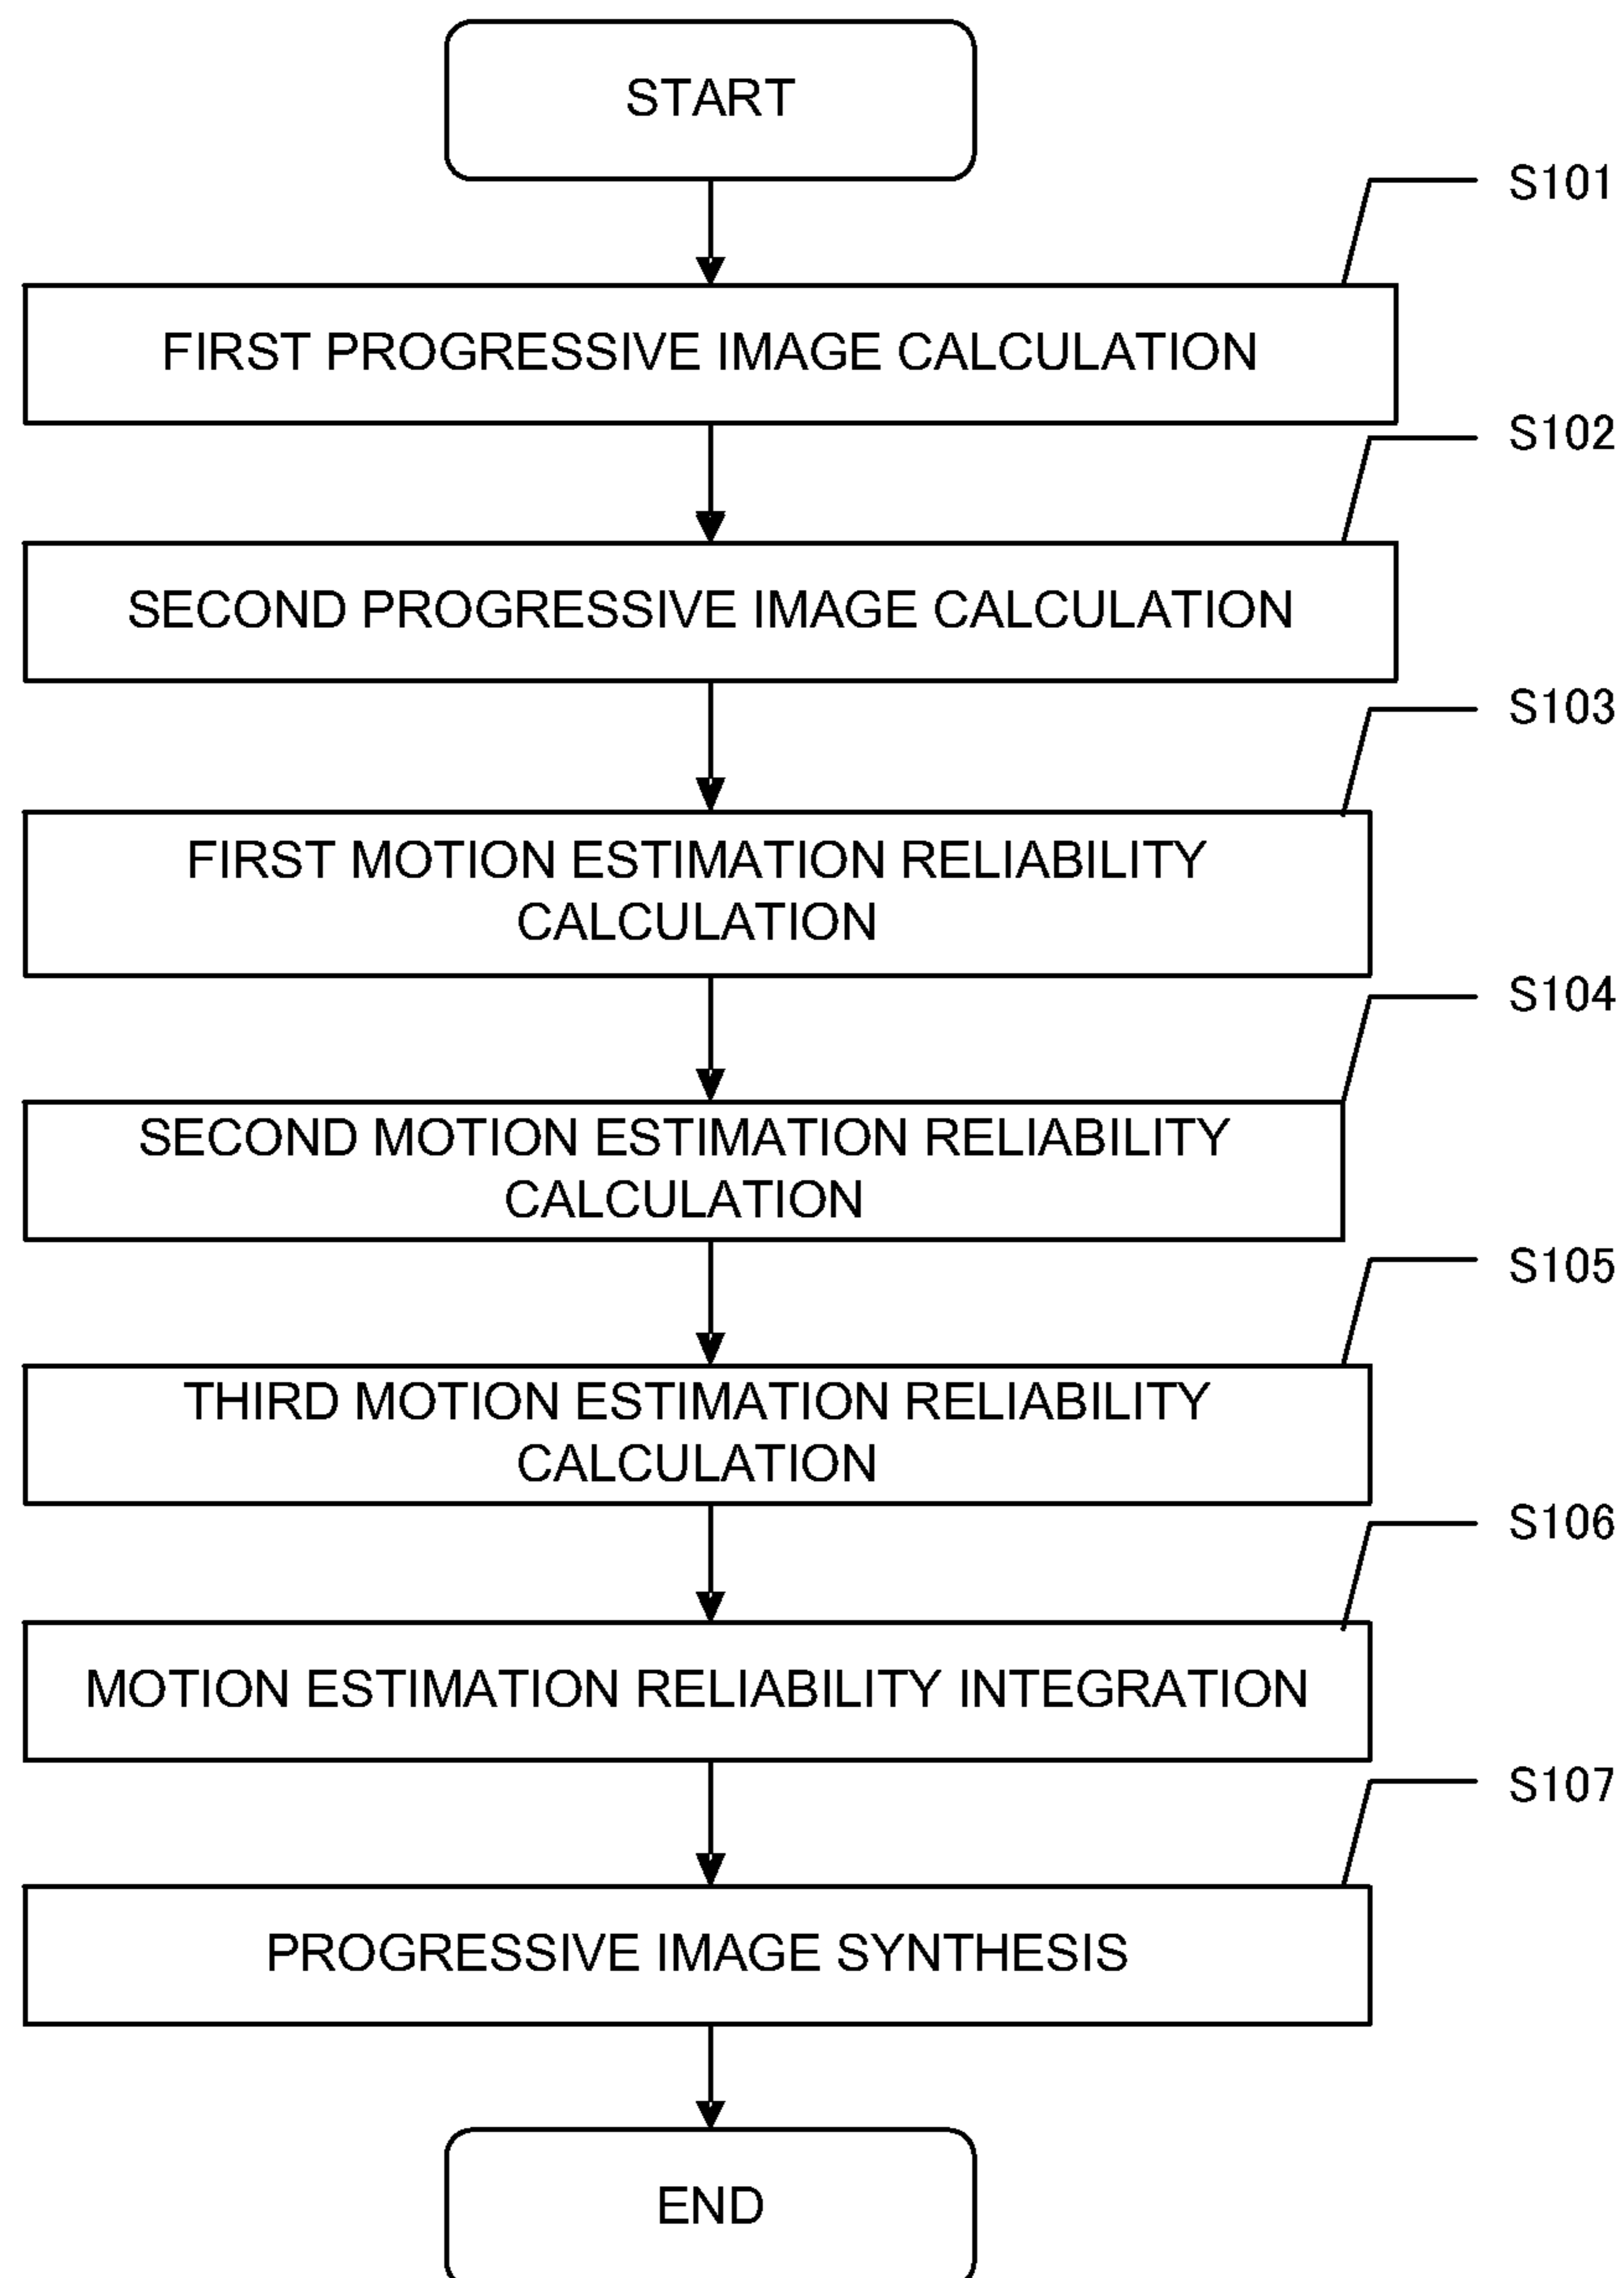 START
S101
FIRST PROGRESSIVE IMAGE CALCULATION
S102
SECOND PROGRESSIVE IMAGE CALCULATION
S103
FIRST MOTION ESTIMATION RELIABILITY
CALCULATION
S104
SECOND MOTION ESTIMATION RELIABILITY
CALCULATION
S105
THIRD MOTION ESTIMATION RELIABILITY
CALCULATION
S106
MOTION ESTIMATION RELIABILITY INTEGRATION
S107
PROGRESSIVE IMAGE SYNTHESIS
END